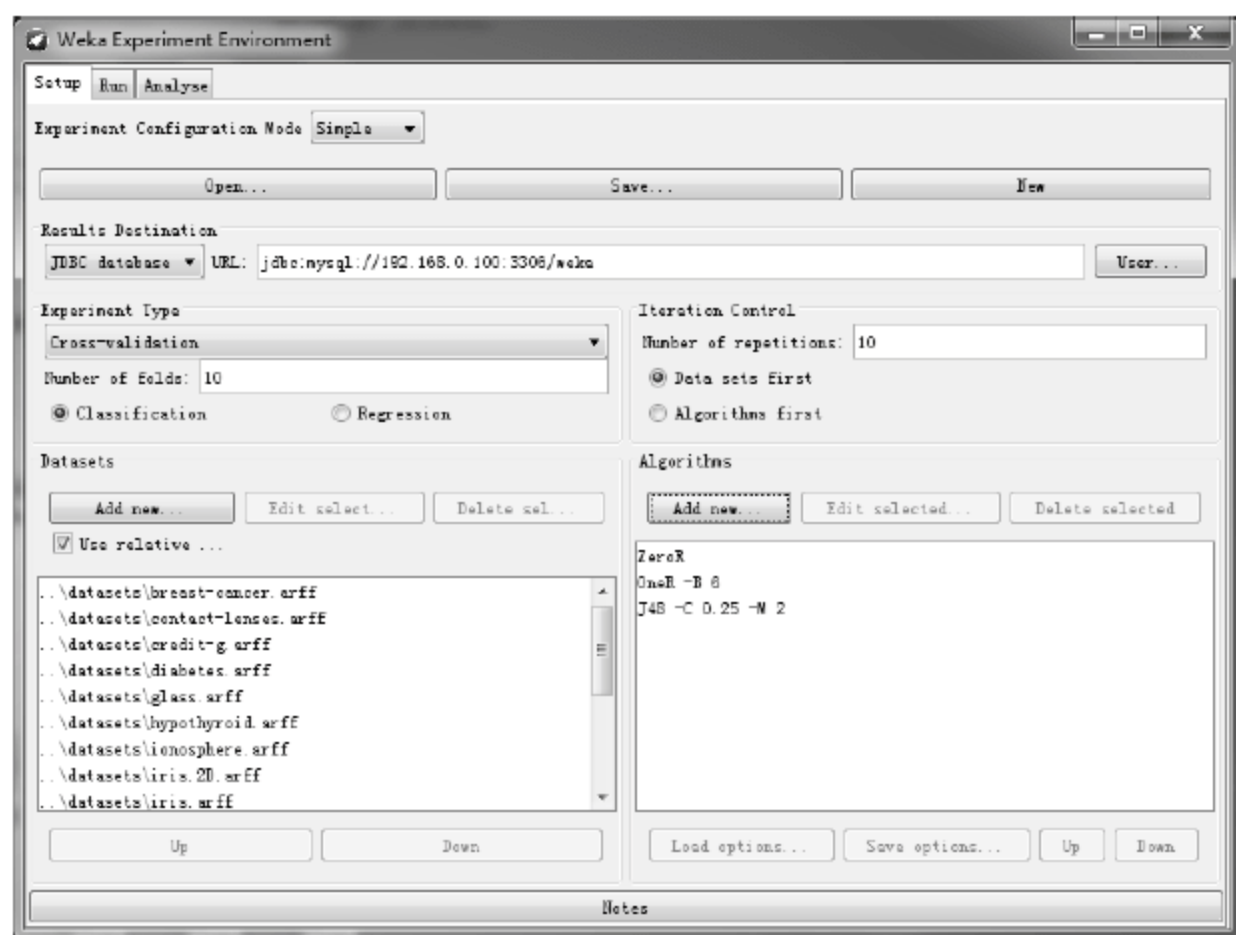 Weka Experiment Environment
Setup Run Analyse
Experiment Configuration Mode Simple
Open... Save... New
Results Destination
JDBC database URL: jdbc:mysql://192.168.0.100:3306/weka User...
Experiment Type Iteration Control
Cross-validation Number of repetitions: 10
Number of folds: 10 Data sets first
Classification Regression Algorithms first
Datasets Algorithms
Add new... Edit select... Delete sel... Add new... Edit selected... Delete selected
Use relative ...
ZeroR
..\datasets\breast-cancer.arff OneR -B 6
..\datasets\contact-lenses.arff J48 -C 0.25 -M 2
..\datasets\credit-g.arff
..\datasets\diabetes.arff
..\datasets\glass.arff
..\datasets\hypothyroid.arff
..\datasets\ionosphere.arff
..\datasets\iris.2D.arff
..\datasets\iris.arff
Up Down Load options... Save options... Up Down
Notes